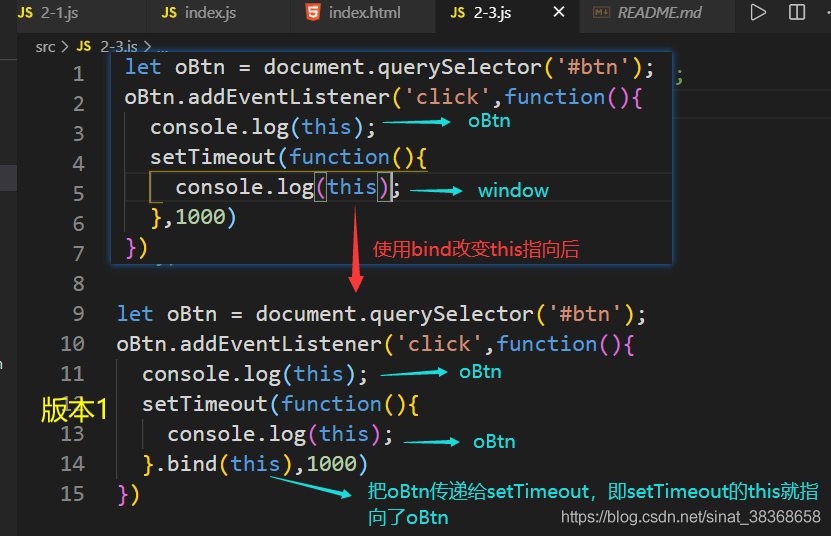 JS 2-1.js JS index.js index.html JS 2-3.js × README.md
src > JS 2-3.js > ...
1 let oBtn = document.querySelector('#btn'); ;
2 oBtn.addEventListener('click',function(){
3 console.log(this); oBtn
4 setTimeout(function(){
5 console.log(this); window
6 },1000)
7 })
使用bind改变this指向后
8
9 let oBtn = document.querySelector('#btn');
10 oBtn.addEventListener('click',function(){
11 console.log(this); oBtn
版本1 setTimeout(function(){
13 console.log(this); oBtn
14 }.bind(this),1000)
15 })
把oBtn传递给setTimeout，即setTimeout的this就指
向了oBtn
https://blog.csdn.net/sinat_38368658